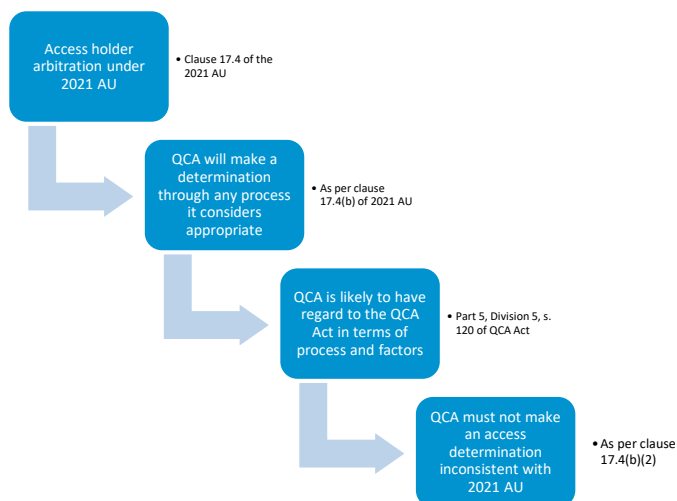 Access holder
arbitration under
2021 AU
• Clause 17.4 of the
2021 AU
QCA will make a
determination
through any process
it considers
appropriate
• As per clause
17.4(b) of 2021 AU
QCA is likely to have
regard to the QCA
Act in terms of
process and factors
• Part 5, Division 5, s.
120 of QCA Act
QCA must not make
an access
determination
inconsistent with
2021 AU
• As per clause
17.4(b)(2)